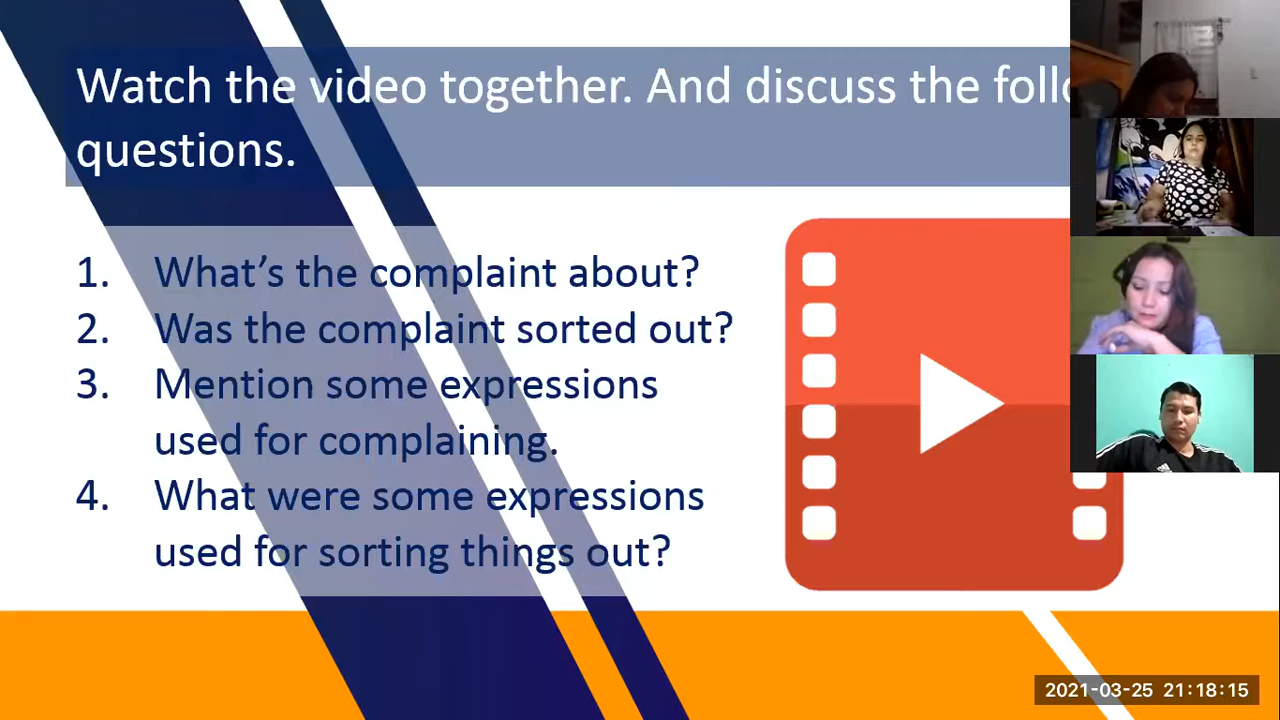 Watch the video together. And discuss the
questions.
1. What’s the complaint about?
2. Was the complaint sorted out?
3. Mention some expressions
used for complaining.
4. What were some expressions
used for sorting things out?
2021-03-25 21:18:15